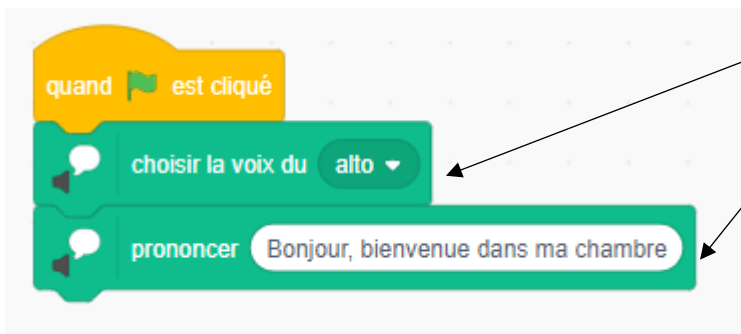 quand est cliqué
choisir la voix du alto
prononcer Bonjour, bienvenue dans ma chambre